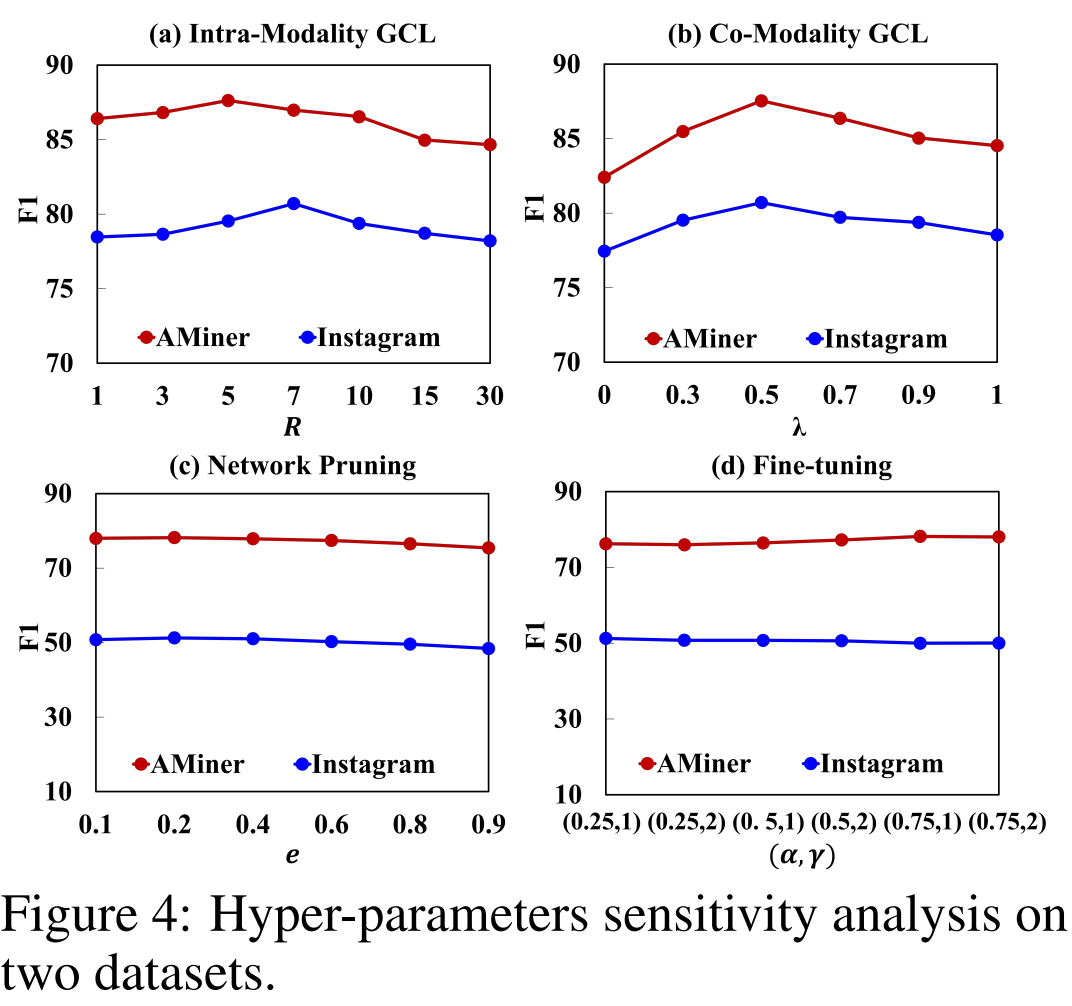 (a) Intra-Modality GCL
90
85
80
75
70
F1
AMiner
Instagram
1 3 5 7 10 15 30
R
(b) Co-Modality GCL
90
85
80
75
70
F1
AMiner
Instagram
0 0.3 0.5 0.7 0.9 1
λ
(c) Network Pruning
90
70
50
30
10
F1
AMiner
Instagram
0.1 0.2 0.4 0.6 0.8 0.9
e
(d) Fine-tuning
90
70
50
30
10
F1
AMiner
Instagram
(0.25,1) (0.25,2) (0. 5,1) (0.5,2) (0.75,1) (0.75,2)
(α, γ)
Figure 4: Hyper-parameters sensitivity analysis on
two datasets.